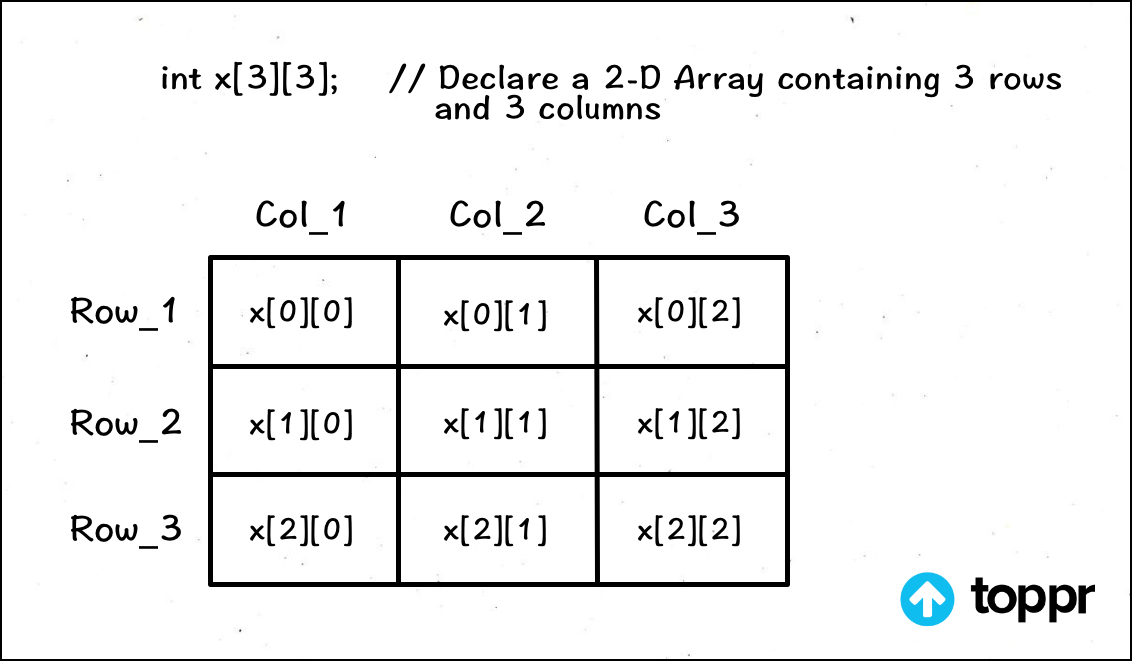 int x[3][3]; // Declare a 2-D Array containing 3 rows
and 3 columns
Col_1 Col_2 Col_3
Row_1 x[0][0] x[0][1] x[0][2]
Row_2 x[1][0] x[1][1] x[1][2]
Row_3 x[2][0] x[2][1] x[2][2]
toppr